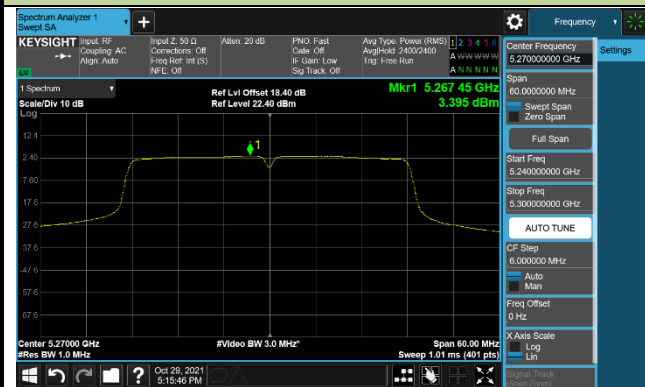 Spectrum Analyzer 1
Swept SA
Frequency
KEYSIGHT
Input: RF
Coupling: AC
Align: Auto
Input Z: 50 Ω
Corrections: Off
Freq Ref: Int (S)
NFE: Off
Atten: 20 dB
PNO: Fast
Gate: Off
IF Gain: Low
Sig Track: Off
Avg Type: Power (RMS)
Avg|Hold: 2400/2400
Trig: Free Run
1 2 3 4 5 6
A W W W W W
A N N N N N
LXI
1 Spectrum
Scale/Div 10 dB
Log
Ref Lvl Offset 18.40 dB
Ref Level 22.40 dBm
Mkr1 5.267 45 GHz
3.395 dBm
1
12.4
2.40
-7.60
-17.6
-27.6
-37.6
-47.6
-57.6
-67.6
Center 5.27000 GHz
#Res BW 1.0 MHz
#Video BW 3.0 MHz*
Span 60.00 MHz
Sweep 1.01 ms (401 pts)
Oct 29, 2021
5:15:46 PM
Center Frequency
5.27000000 GHz
Span
60.0000000 MHz
Swept Span
Zero Span
Full Span
Start Freq
5.240000000 GHz
Stop Freq
5.300000000 GHz
AUTO TUNE
CF Step
6.000000 MHz
Auto
Man
Freq Offset
0 Hz
X Axis Scale
Log
Lin
Signal Track
(Span Zoom)
Settings